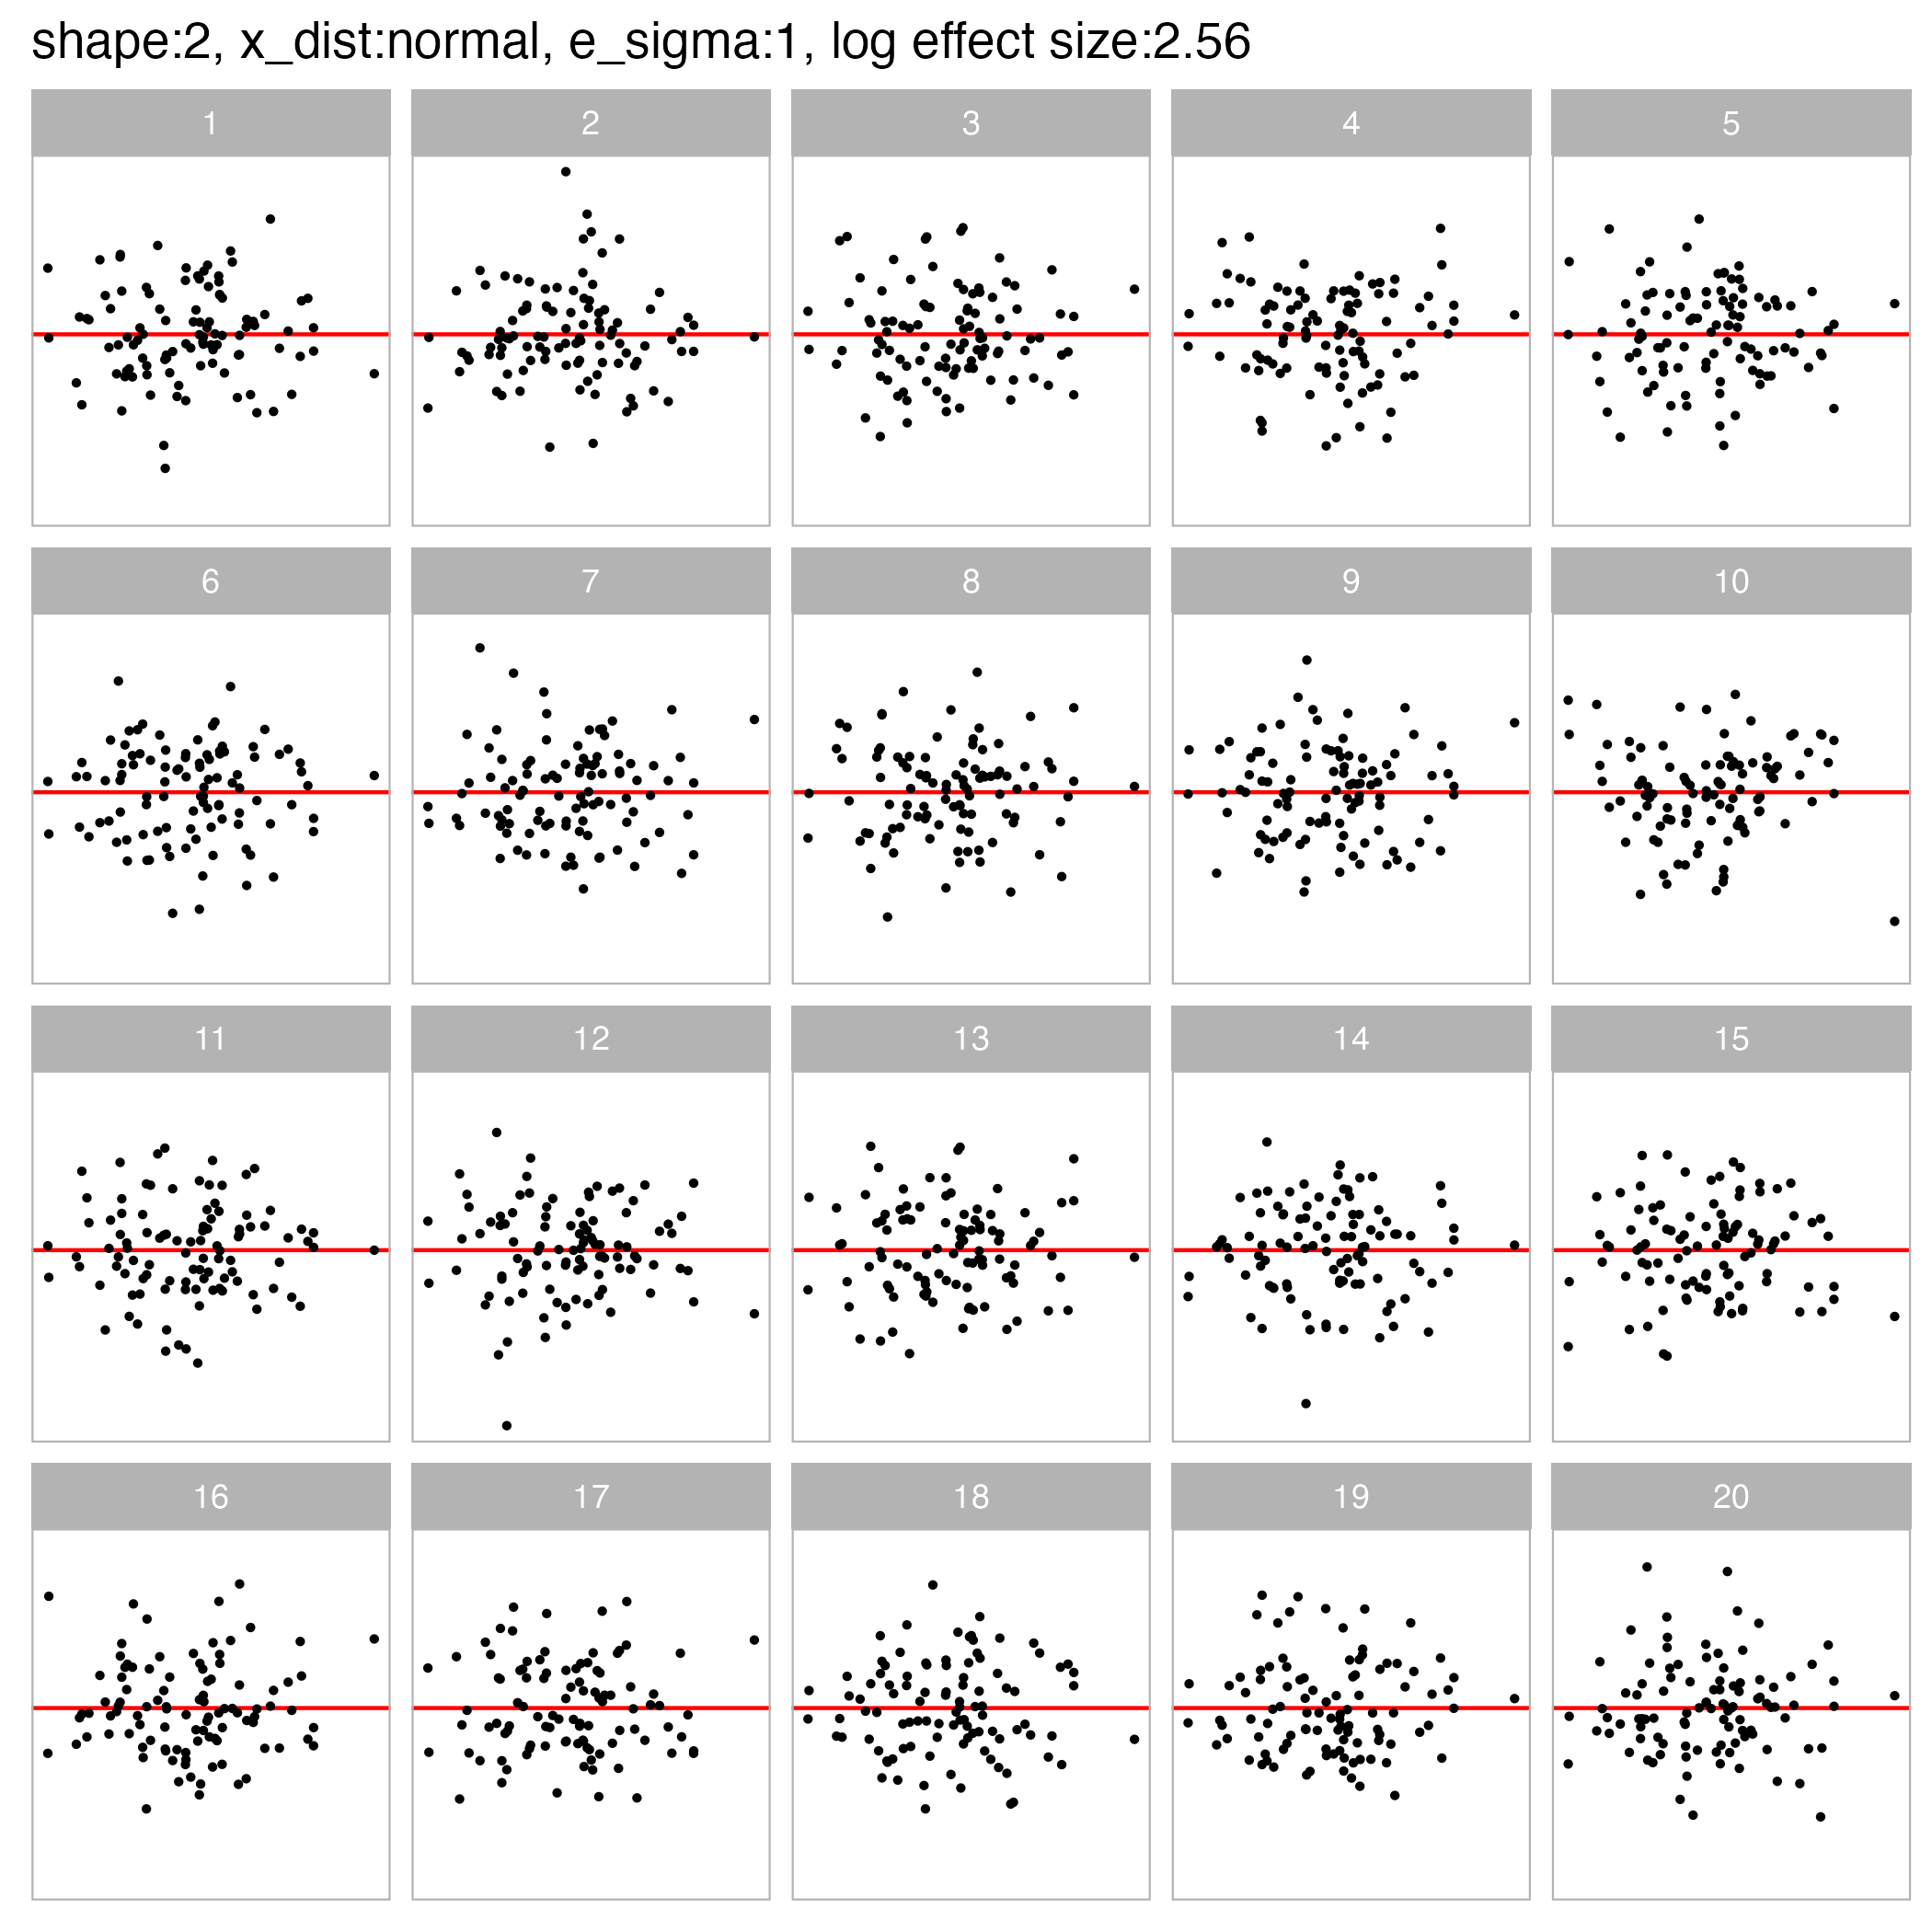 shape:2, x_dist:normal, e_sigma:1, log effect size:2.56
1 2 3 4 5
6 7 8 9 10
11 12 13 14 15
16 17 18 19 20